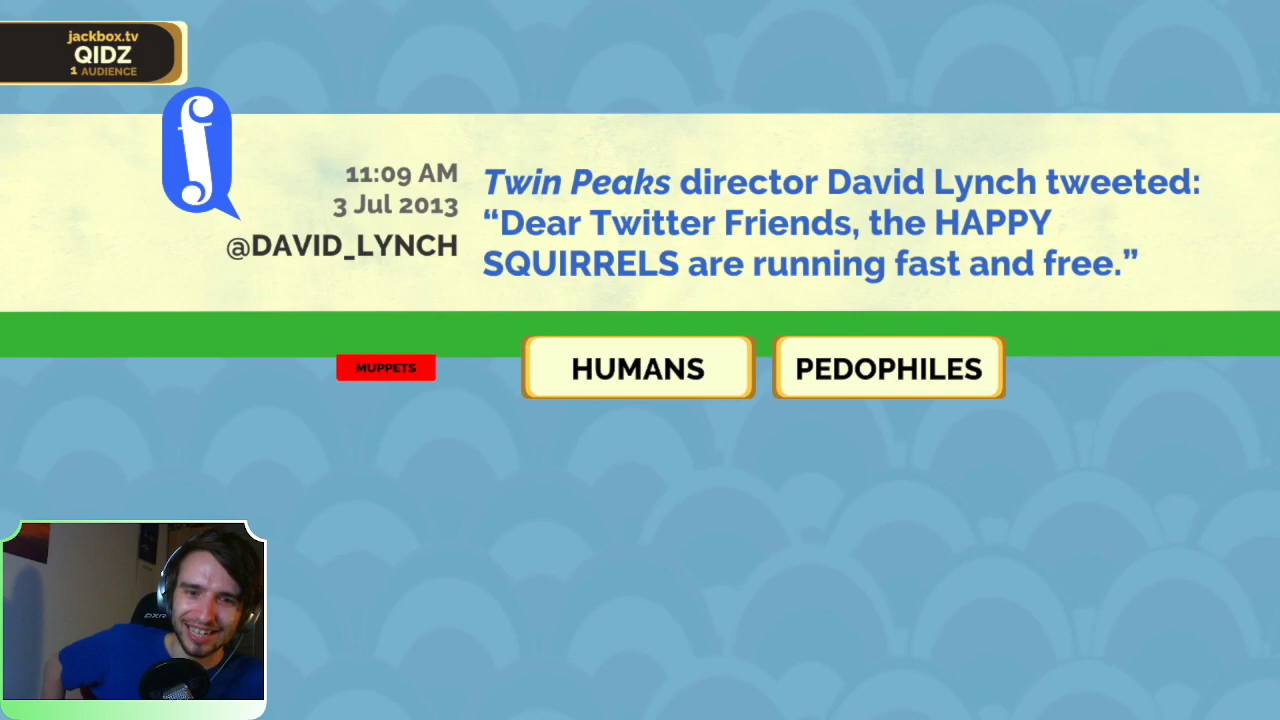 jackbox.tv
QIDZ
1 AUDIENCE
f
11:09 AM
3 Jul 2013
@DAVID_LYNCH
Twin Peaks director David Lynch tweeted:
“Dear Twitter Friends, the HAPPY
SQUIRRELS are running fast and free.”
MUPPETS
HUMANS
PEDOPHILES
DXR